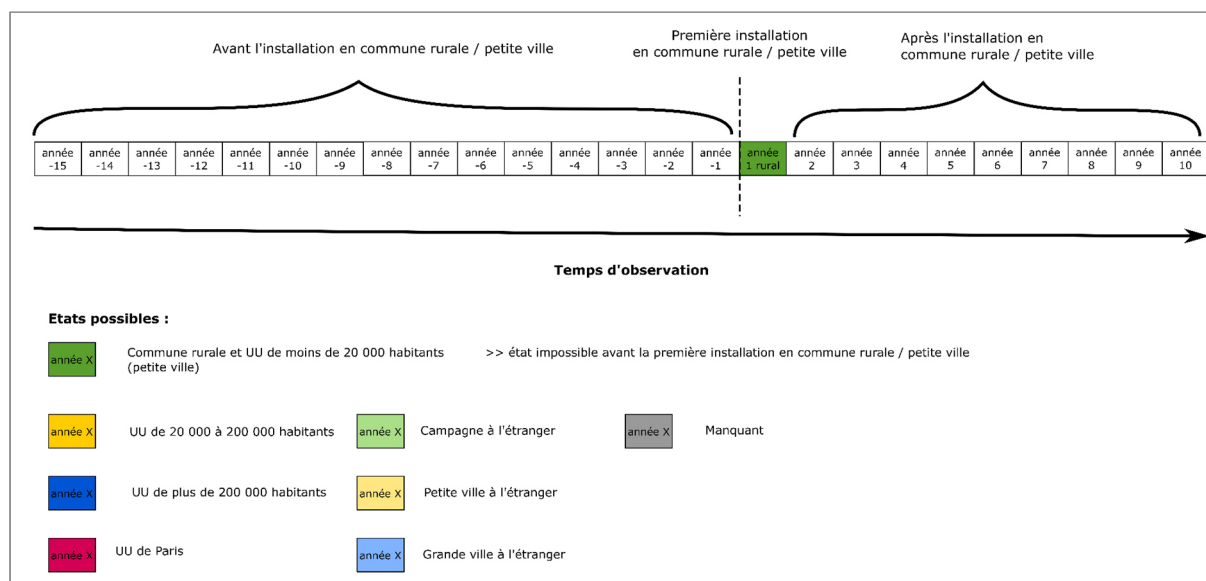 Avant l'installation en commune rurale / petite ville
Première installation
en commune rurale / petite ville
Après l'installation en
commune rurale / petite ville
année
-15
année
-14
année
-13
année
-12
année
-11
année
-10
année
-9
année
-8
année
-7
année
-6
année
-5
année
-4
année
-3
année
-2
année
-1
année
1 rural
année
2
année
3
année
4
année
5
année
6
année
7
année
8
année
9
année
10
Temps d'observation
Etats possibles :
année X
Commune rurale et UU de moins de 20 000 habitants
(petite ville)
>> état impossible avant la première installation en commune rurale / petite ville
année X
UU de 20 000 à 200 000 habitants
année X
Campagne à l'étranger
année X
Manquant
année X
UU de plus de 200 000 habitants
année X
Petite ville à l'étranger
année X
UU de Paris
année X
Grande ville à l'étranger